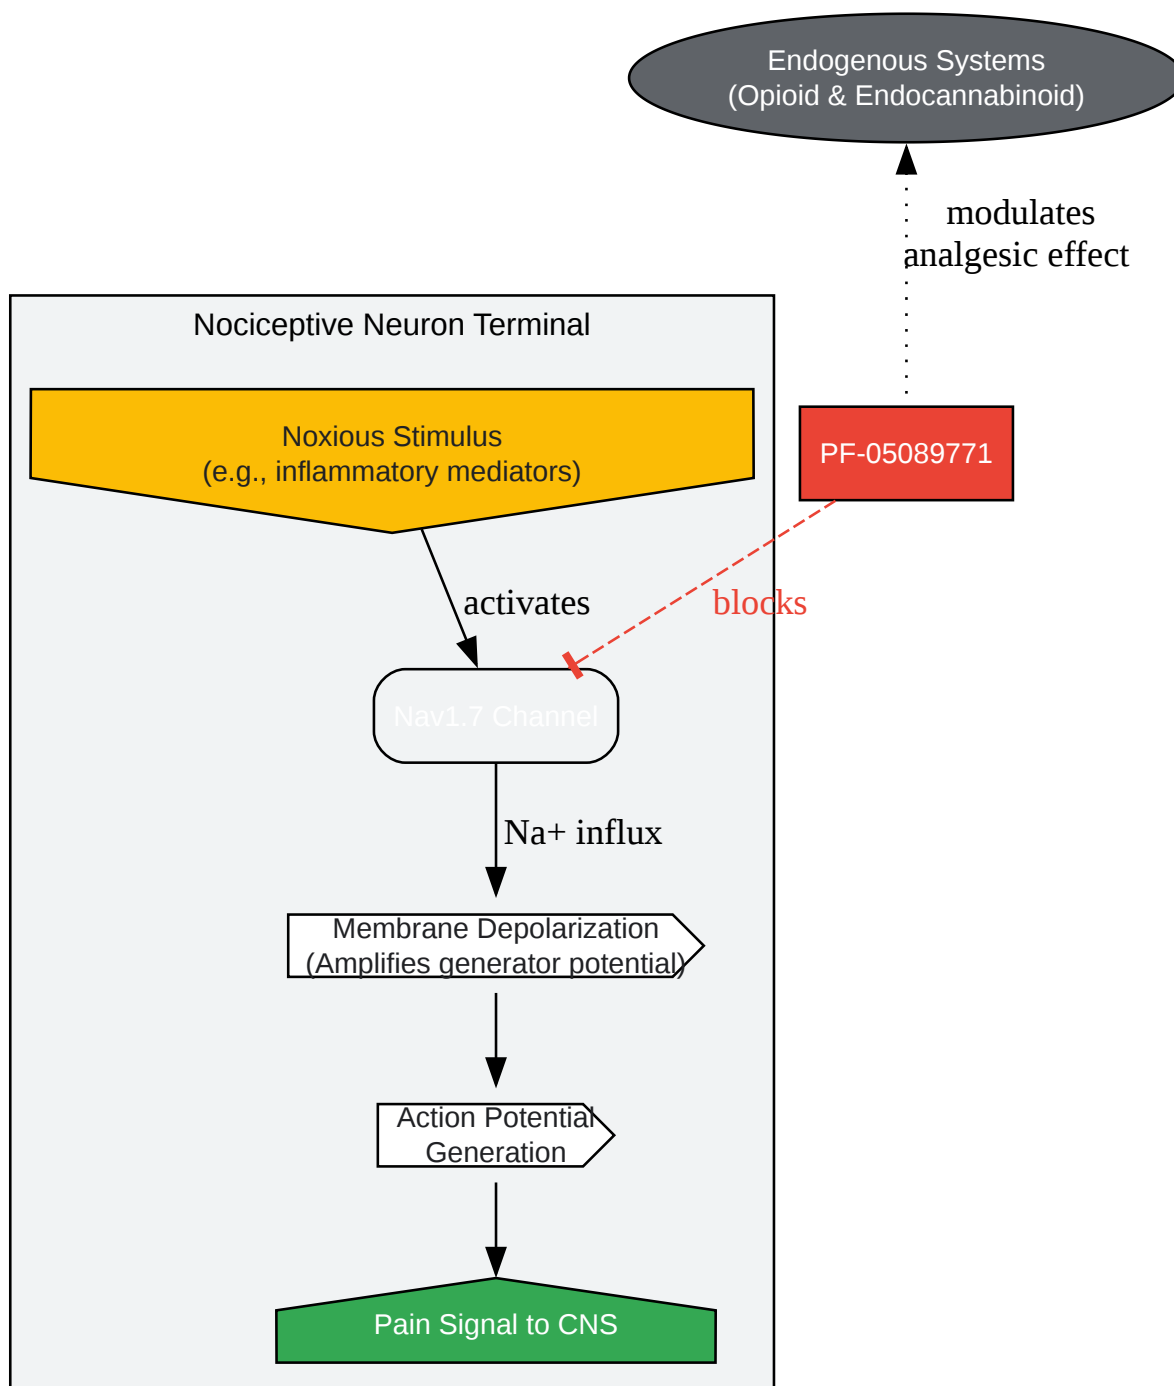 Endogenous Systems
(Opioid & Endocannabinoid)
modulates
analgesic effect
Nociceptive Neuron Terminal
Noxious Stimulus
(e.g., inflammatory mediators)
PF-05089771
activates
blocks
Nav1.7 Channel
Na+ influx
Membrane Depolarization
(Amplifies generator potential)
Action Potential
Generation
Pain Signal to CNS